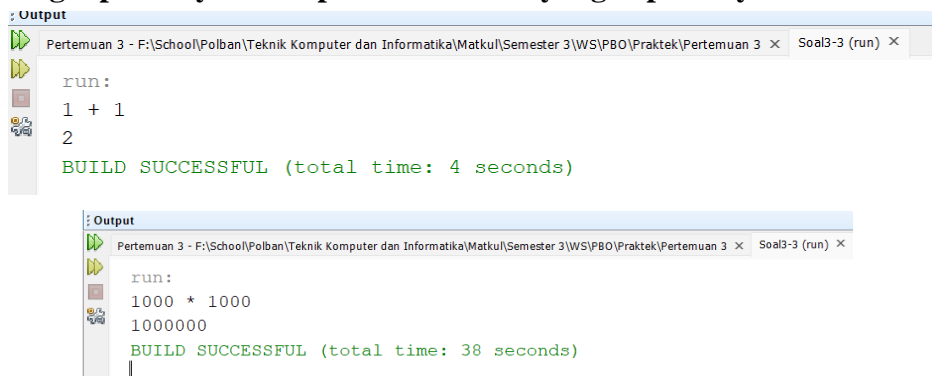 : Output
Pertemuan 3 - F:\School\Polban\Teknik Komputer dan Informatika\Matkul\Semester 3\WS\PBO\Praktek\Pertemuan 3 × Soal3-3 (run) ×
run:
1 + 1
2
BUILD SUCCESSFUL (total time: 4 seconds)
: Output
Pertemuan 3 - F:\School\Polban\Teknik Komputer dan Informatika\Matkul\Semester 3\WS\PBO\Praktek\Pertemuan 3 × Soal3-3 (run) ×
run:
1000 * 1000
1000000
BUILD SUCCESSFUL (total time: 38 seconds)